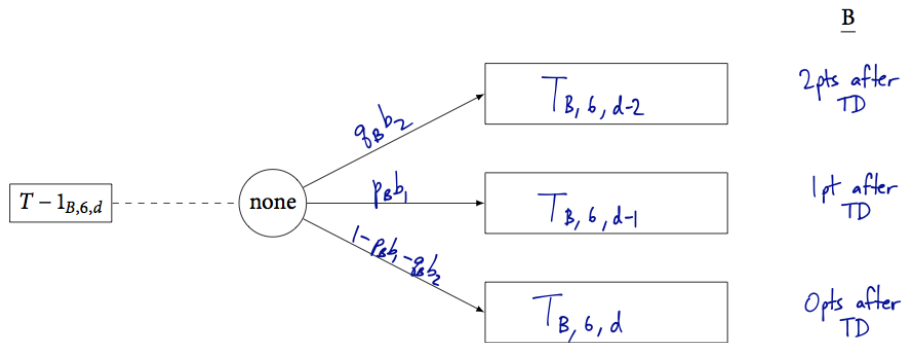 B
T_{B,6,d-2}
2pts after
TD
q_B b_2
T − 1_{B,6,d}
none
p_B b_1
T_{B,6,d-1}
1pt after
TD
1-p_B b_1-q_B b_2
T_{B,6,d}
0pts after
TD